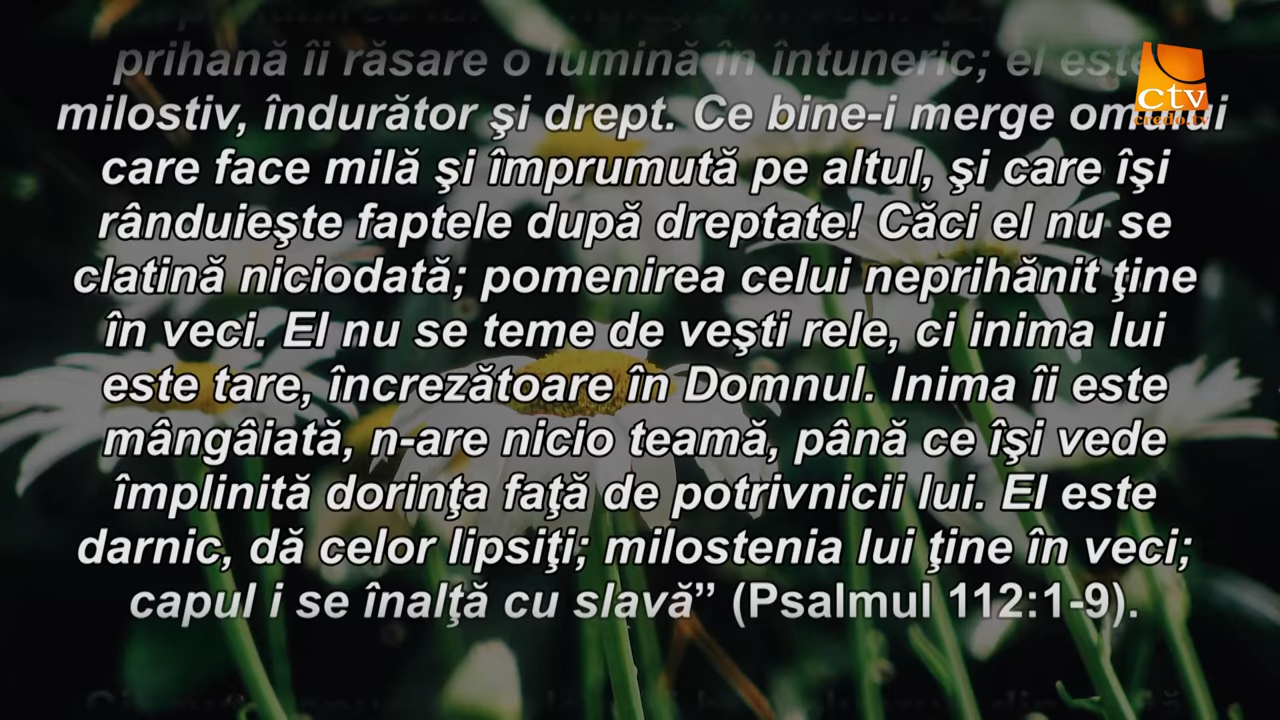 prihană îi răsare o lumină în întuneric; el este
milostiv, îndurător şi drept. Ce bine-i merge omului
care face milă şi împrumută pe altul, şi care îşi
rânduieşte faptele după dreptate! Căci el nu se
clatină niciodată; pomenirea celui neprihănit ţine
în veci. El nu se teme de veşti rele, ci inima lui
este tare, încrezătoare în Domnul. Inima îi este
mângâiată, n-are nicio teamă, până ce îşi vede
împlinită dorinţa faţă de potrivnicii lui. El este
darnic, dă celor lipsiţi; milostenia lui ţine în veci;
capul i se înalţă cu slavă” (Psalmul 112:1-9).
ctv
credo.tv